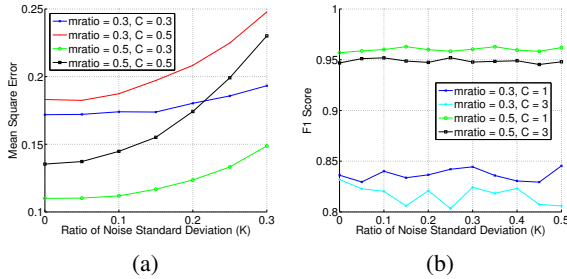 0.25
0.2
0.15
0.1
Mean Square Error
mratio = 0.3, C = 0.3
mratio = 0.3, C = 0.5
mratio = 0.5, C = 0.3
mratio = 0.5, C = 0.5
0 0.1 0.2 0.3
Ratio of Noise Standard Deviation (K)
(a)
1
0.95
0.9
0.85
0.8
F1 Score
mratio = 0.3, C = 1
mratio = 0.3, C = 3
mratio = 0.5, C = 1
mratio = 0.5, C = 3
0 0.1 0.2 0.3 0.4 0.5
Ratio of Noise Standard Deviation (K)
(b)